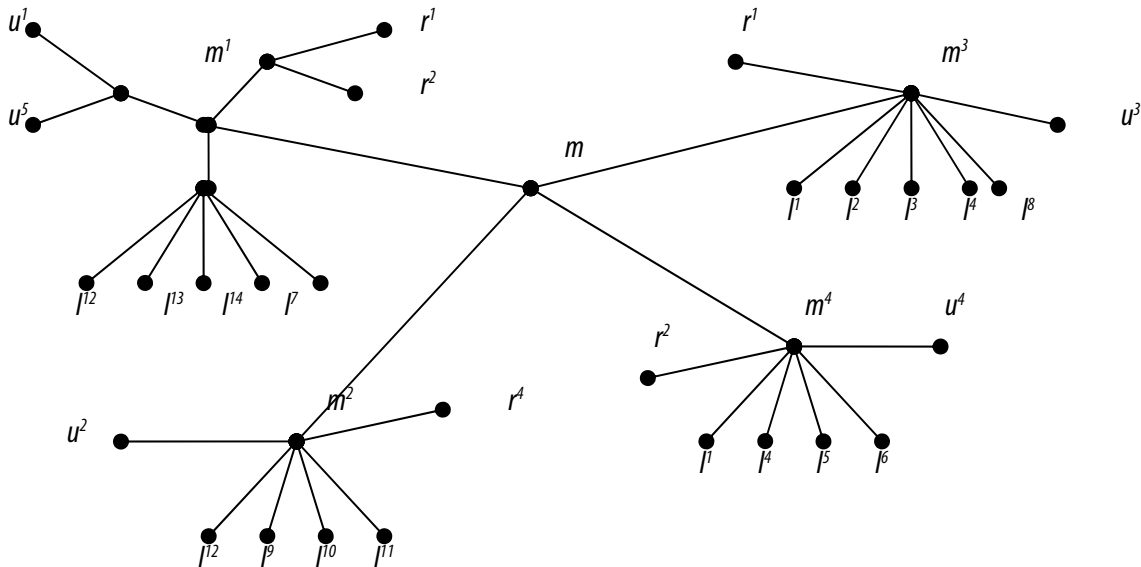 u¹
r¹
r¹
m¹
m³
r²
u⁵
u³
m
l¹ l² l³ l⁴ l⁸
l¹² l¹³ l¹⁴ l⁷
m⁴ u⁴
r²
m² r⁴
u²
l¹ l⁴ l⁵ l⁶
l¹² l⁹ l¹⁰ l¹¹